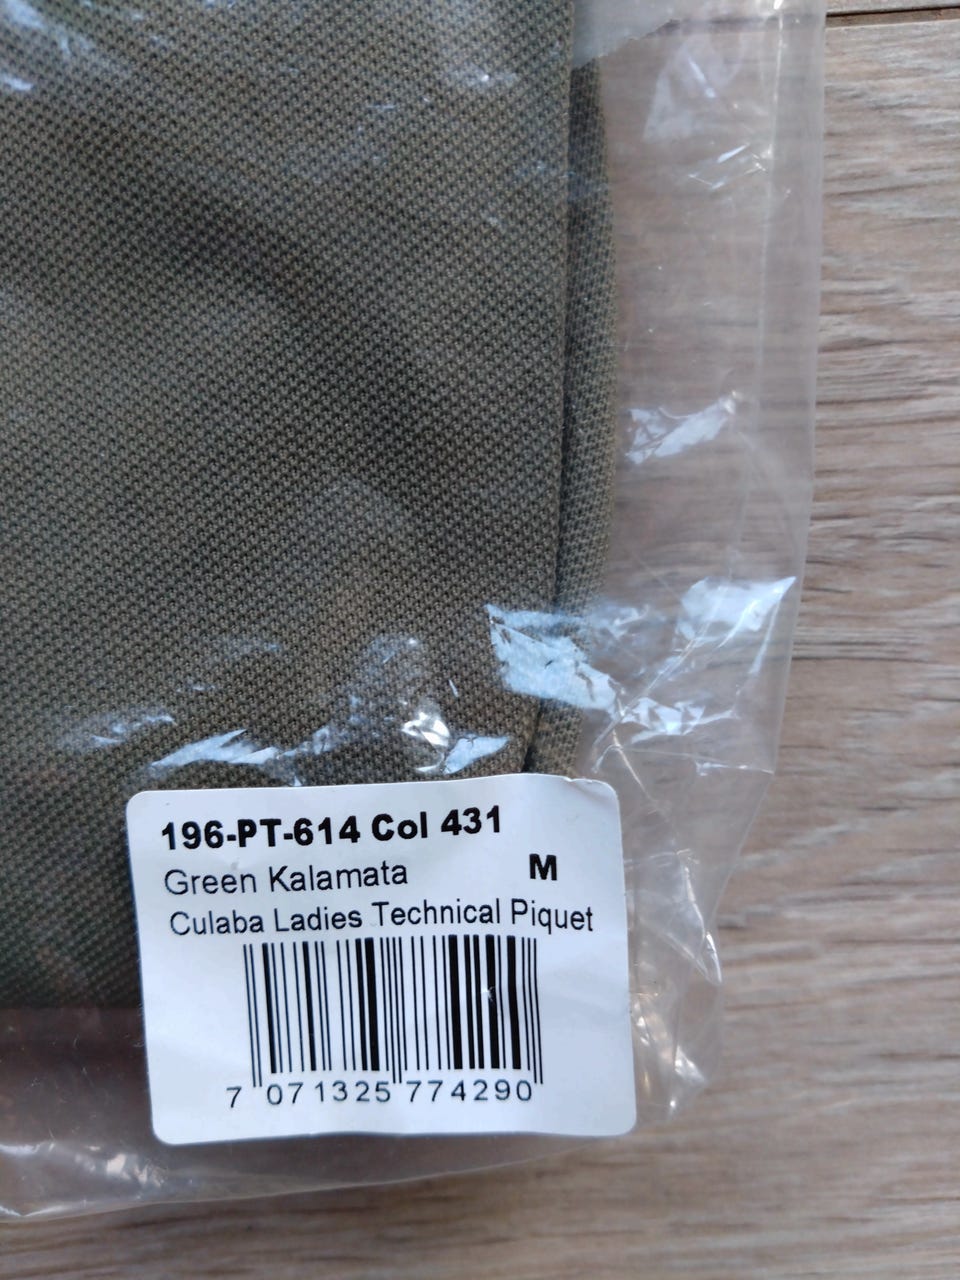 196-PT-614 Col 431
Green Kalamata M
Culaba Ladies Technical Piquet
7 071325 774290